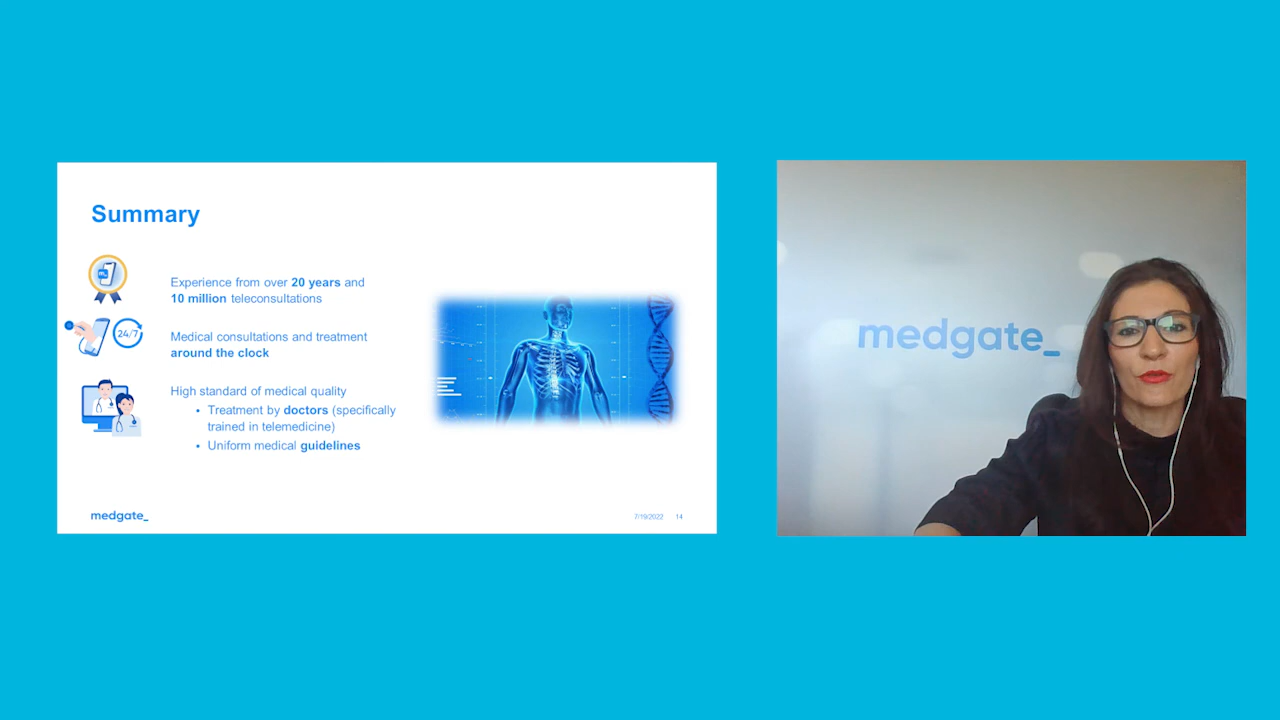 Summary
Experience from over 20 years and
10 million teleconsultations
24/7
Medical consultations and treatment
around the clock
High standard of medical quality
• Treatment by doctors (specifically
trained in telemedicine)
• Uniform medical guidelines
medgate_
7/19/2022 14
medgate_